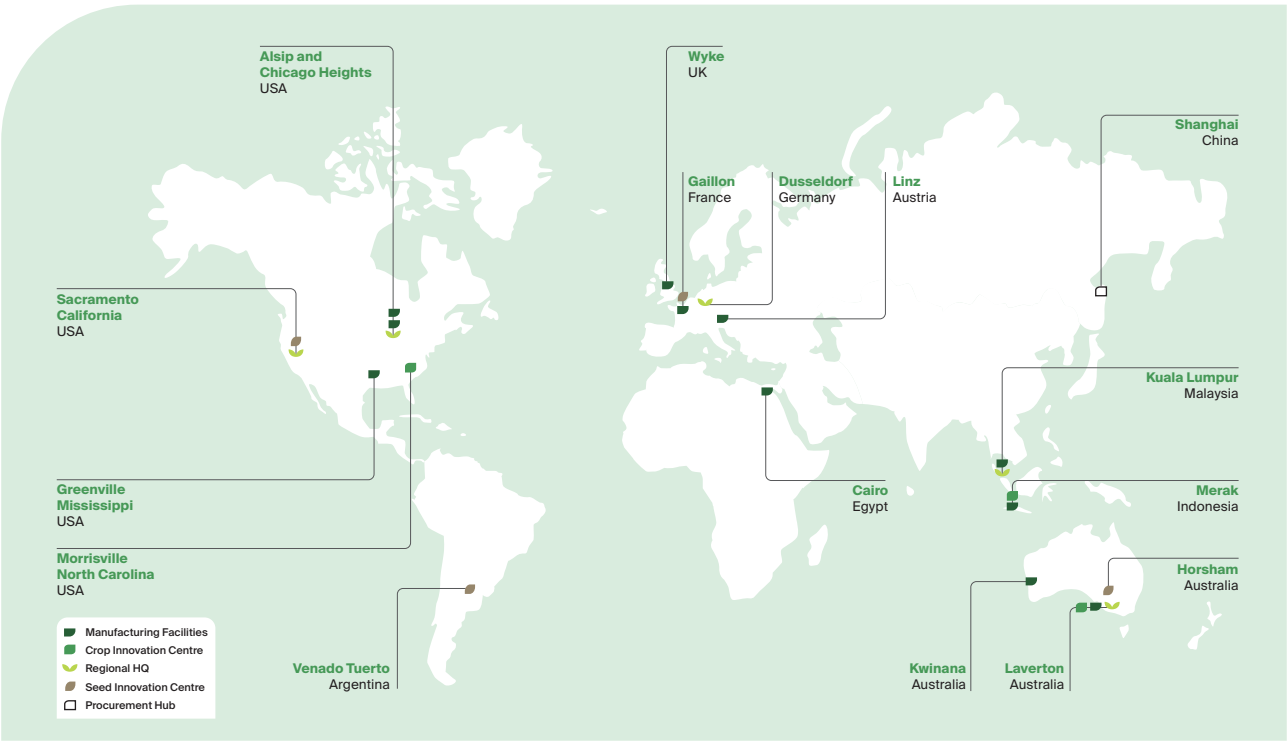 Alsip and
Chicago Heights
USA
Wyke
UK
Shanghai
China
Gaillon
France
Dusseldorf
Germany
Linz
Austria
Sacramento
California
USA
Kuala Lumpur
Malaysia
Greenville
Mississippi
USA
Cairo
Egypt
Merak
Indonesia
Morrisville
North Carolina
USA
Horsham
Australia
Venado Tuerto
Argentina
Kwinana
Australia
Laverton
Australia
Manufacturing Facilities
Crop Innovation Centre
Regional HQ
Seed Innovation Centre
Procurement Hub